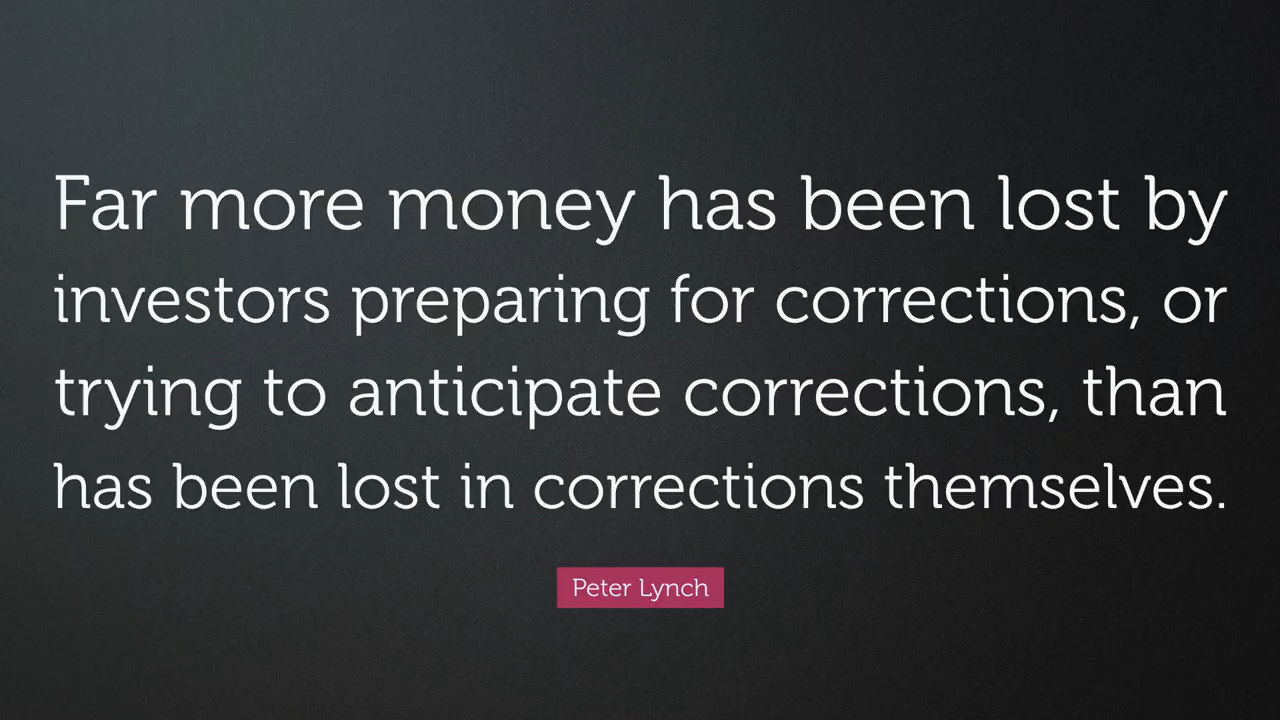 Far more money has been lost by
investors preparing for corrections, or
trying to anticipate corrections, than
has been lost in corrections themselves.
Peter Lynch